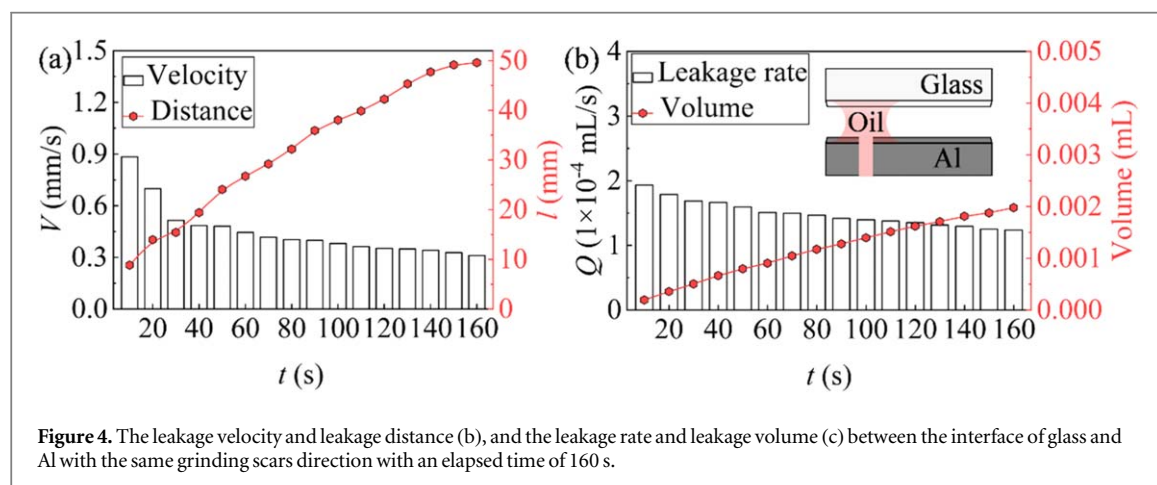 (a)
1.5
1.2
0.9
0.6
0.3
0.0
V (mm/s)
Velocity
Distance
50
40
30
20
10
0
l (mm)
20 40 60 80 100 120 140 160
t (s)
(b)
4
3
2
1
0
Q (1×10⁻⁴ mL/s)
Leakage rate
Volume
Glass
Oil
Al
0.005
0.004
0.003
0.002
0.001
0.000
Volume (mL)
20 40 60 80 100 120 140 160
t (s)
Figure 4. The leakage velocity and leakage distance (b), and the leakage rate and leakage volume (c) between the interface of glass and
Al with the same grinding scars direction with an elapsed time of 160 s.